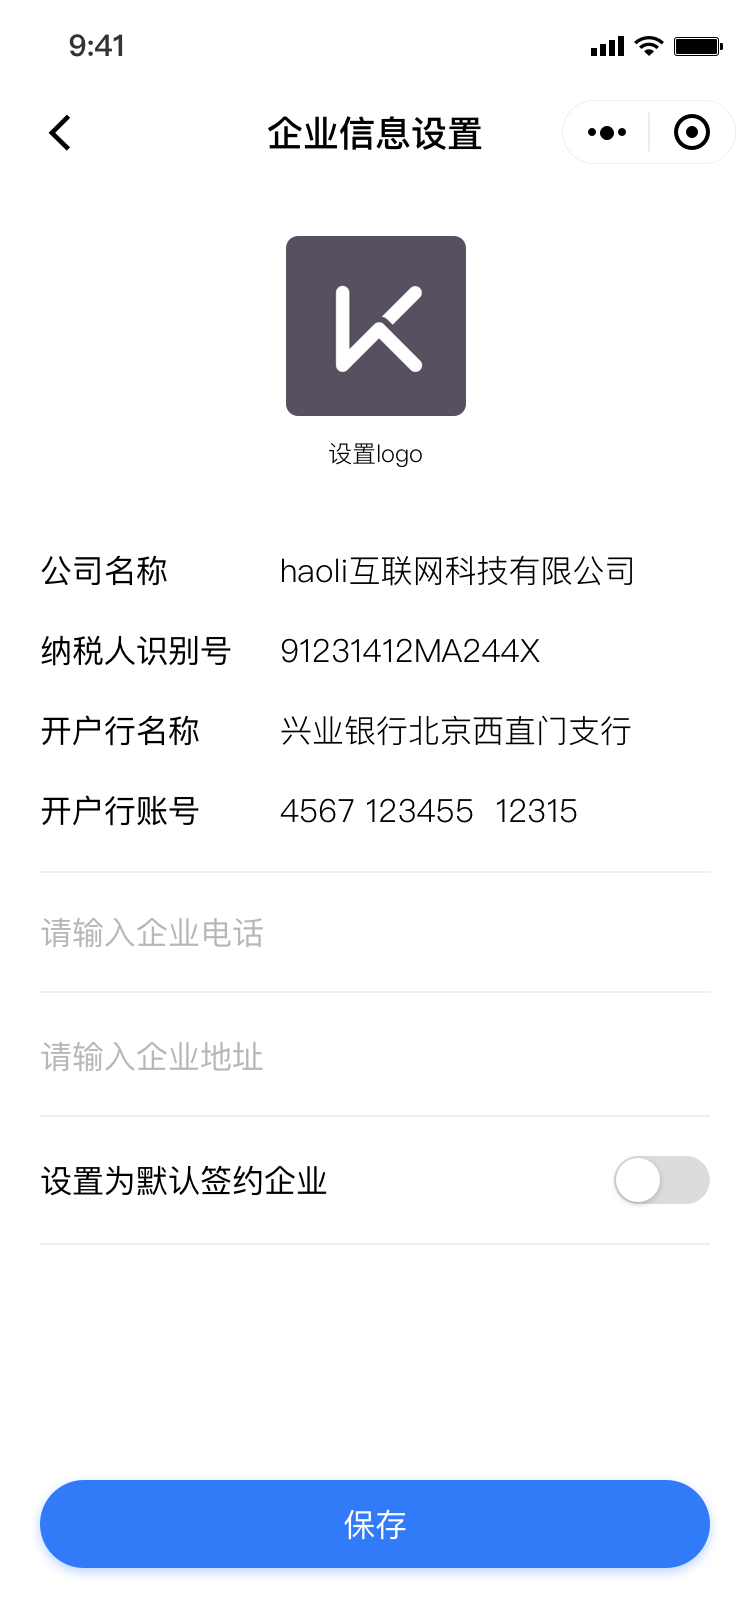 9:41
企业信息设置
设置logo
公司名称 haoli互联网科技有限公司
纳税人识别号 91231412MA244X
开户行名称 兴业银行北京西直门支行
开户行账号 4567 123455  12315
请输入企业电话
请输入企业地址
设置为默认签约企业
保存